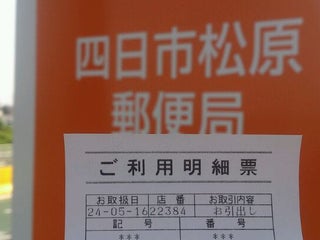 四日市松原
郵便局
ご利用明細票
お取扱日 店番 お取引内容
24-05-16 22384 お引出し
記号 番号
*** ***